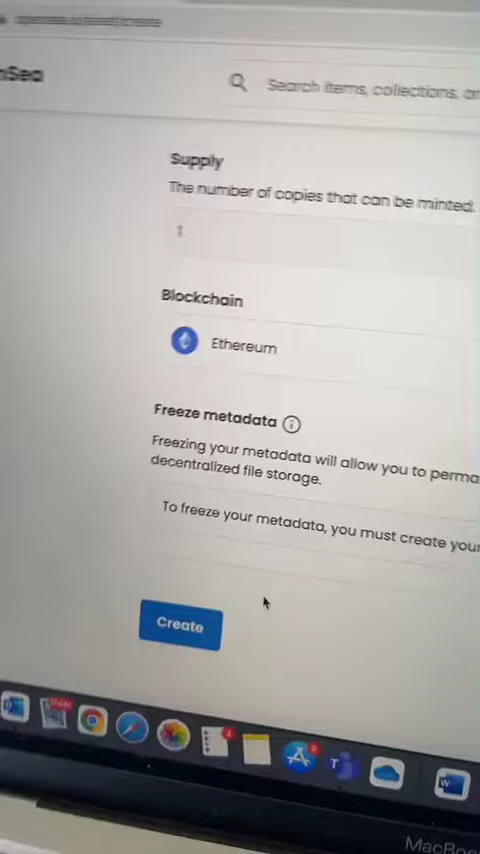 nSea
Search items, collections, an
Supply
The number of copies that can be minted.
1
Blockchain
Ethereum
Freeze metadata
Freezing your metadata will allow you to perma
decentralized file storage.
To freeze your metadata, you must create your
Create
MacBoo